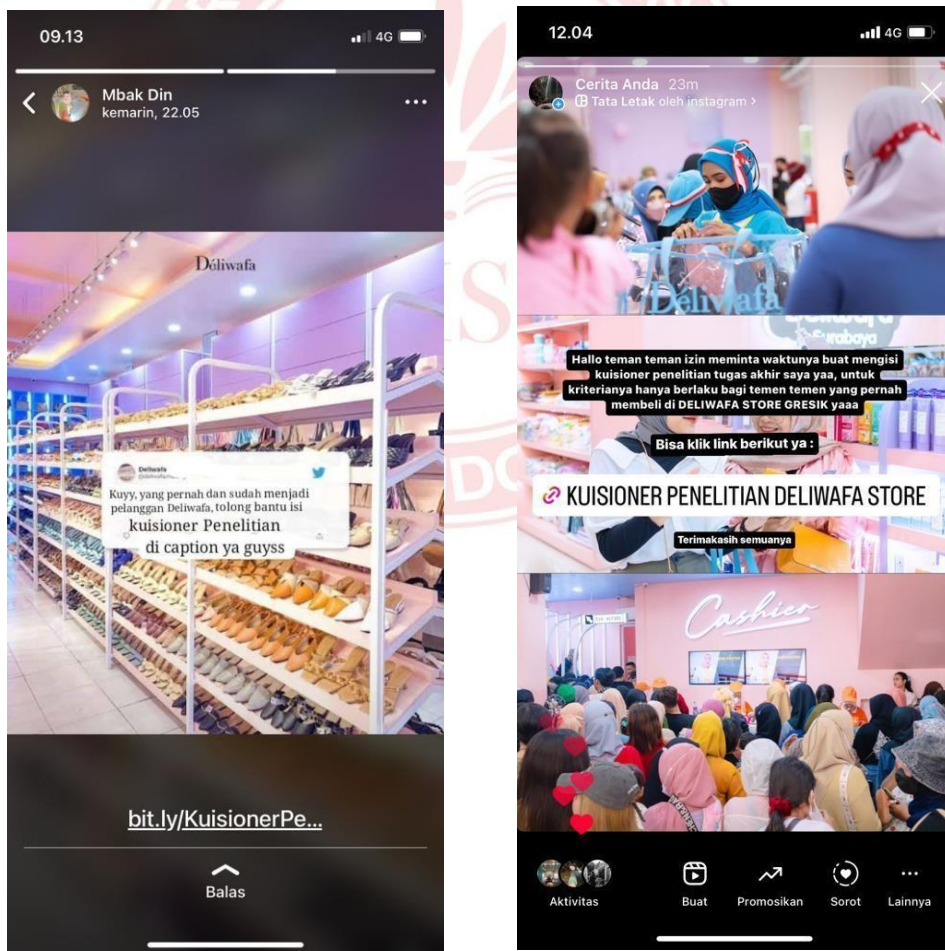 09.13
4G
Mbak Din
kemarin, 22.05
Déliwafa
Deliwafa
Kuyy, yang pernah dan sudah menjadi
pelanggan Deliwafa, tolong bantu isi
kuisioner Penelitian
di caption ya guyss
bit.ly/KuisionerPe...
Balas
12.04
4G
Cerita Anda 23m
Tata Letak oleh instagram >
Déliwafa
Surabaya
Hallo teman teman izin meminta waktunya buat mengisi
kuisioner penelitian tugas akhir saya yaa, untuk
kriterianya hanya berlaku bagi temen temen yang pernah
membeli di DELIWAFA STORE GRESIK yaaa
Bisa klik link berikut ya :
KUISIONER PENELITIAN DELIWAFA STORE
Terimakasih semuanya
Cashier
Aktivitas
Buat
Promosikan
Sorot
Lainnya